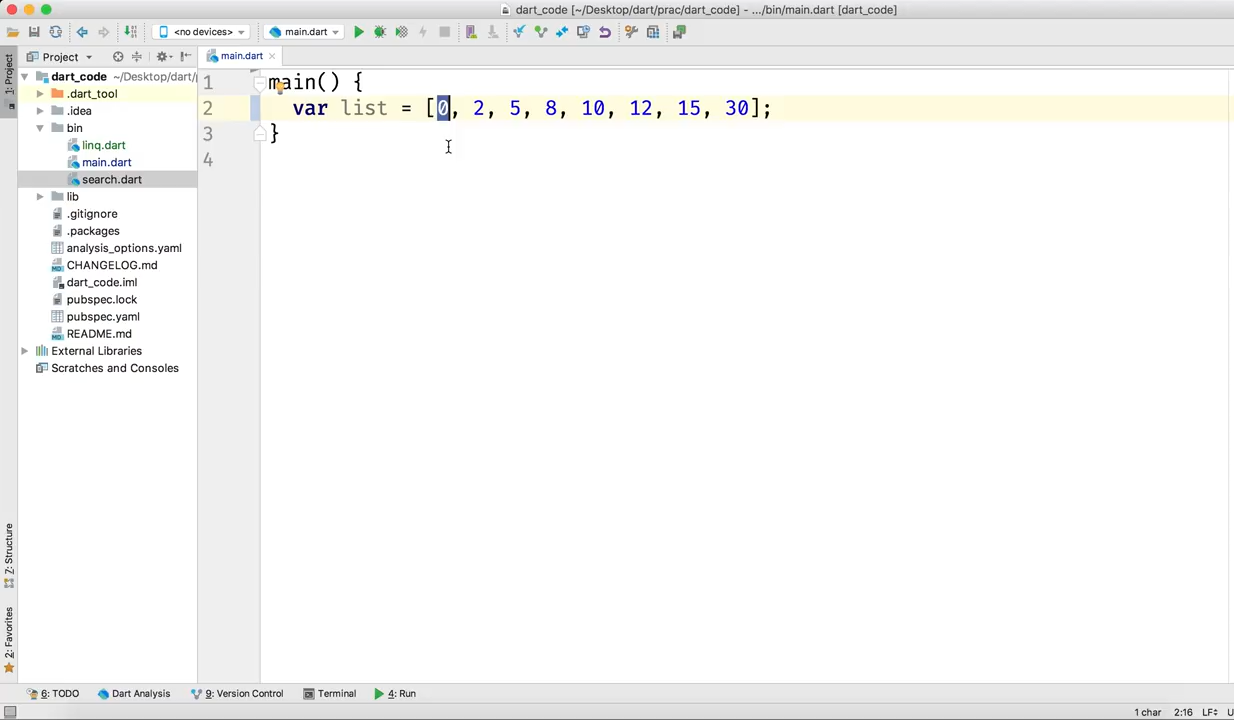 dart_code [~/Desktop/dart/prac/dart_code] - .../bin/main.dart [dart_code]
<no devices> main.dart
Project main.dart
1: Project
dart_code ~/Desktop/dart/
.dart_tool
.idea
bin
linq.dart
main.dart
search.dart
lib
.gitignore
.packages
analysis_options.yaml
CHANGELOG.md
dart_code.iml
pubspec.lock
pubspec.yaml
README.md
External Libraries
Scratches and Consoles
1 main() {
2 var list = [0, 2, 5, 8, 10, 12, 15, 30];
3 }
4
7: Structure
2: Favorites
6: TODO Dart Analysis 9: Version Control Terminal 4: Run
1 char 2:16 LF÷ U